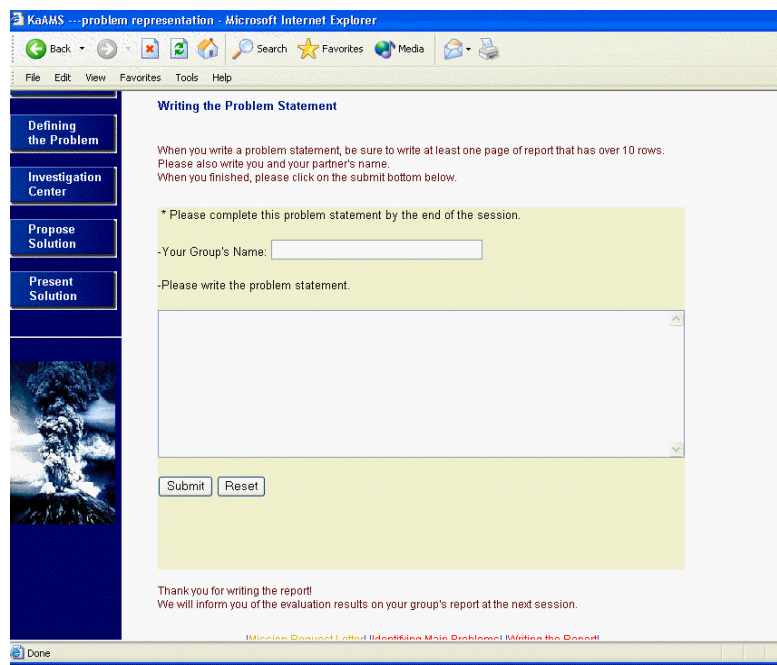 KaAMS ---problem representation - Microsoft Internet Explorer
Back Search Favorites Media
File Edit View Favorites Tools Help
Writing the Problem Statement
Defining
the Problem
When you write a problem statement, be sure to write at least one page of report that has over 10 rows.
Please also write you and your partner's name.
When you finished, please click on the submit bottom below.
Investigation
Center
* Please complete this problem statement by the end of the session.
Propose
Solution
-Your Group's Name:
Present
Solution
-Please write the problem statement.
Submit Reset
Thank you for writing the report!
We will inform you of the evaluation results on your group's report at the next session.
|Mission Request Letter| |Identifying Main Problems| |Writing the Report|
Done